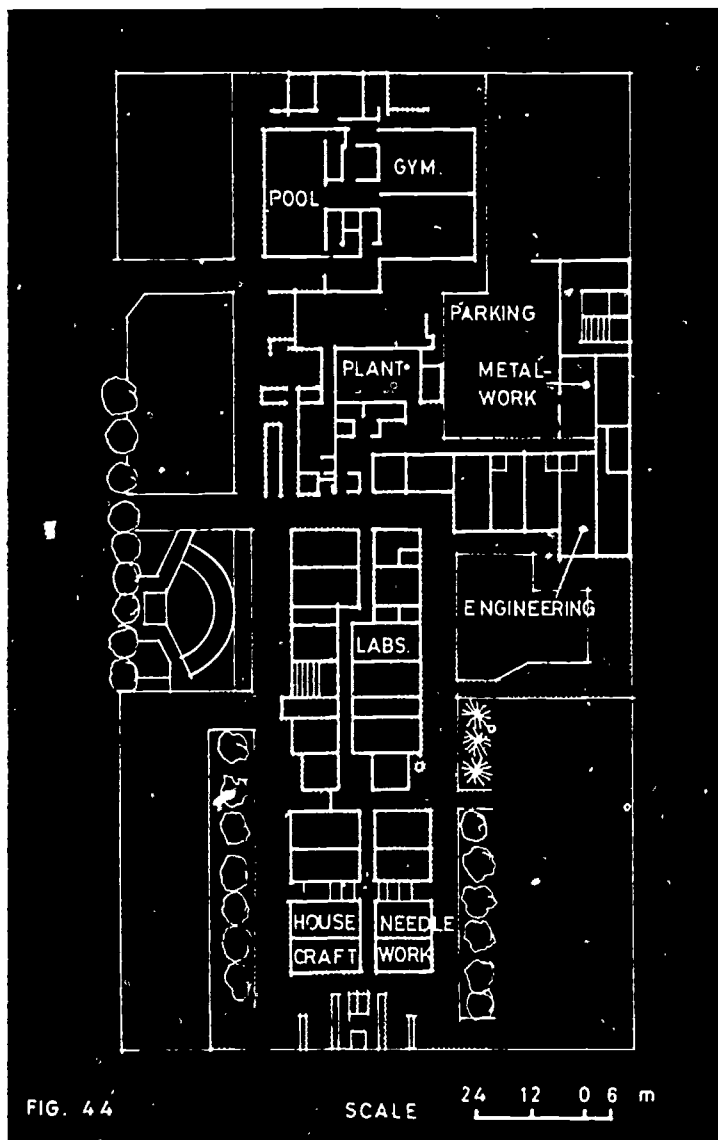 GYM.
POOL
PARKING
PLANT
METAL-
WORK
ENGINEERING
LABS.
HOUSE NEEDLE
CRAFT WORK
FIG. 44 SCALE 24 12 0 6 m